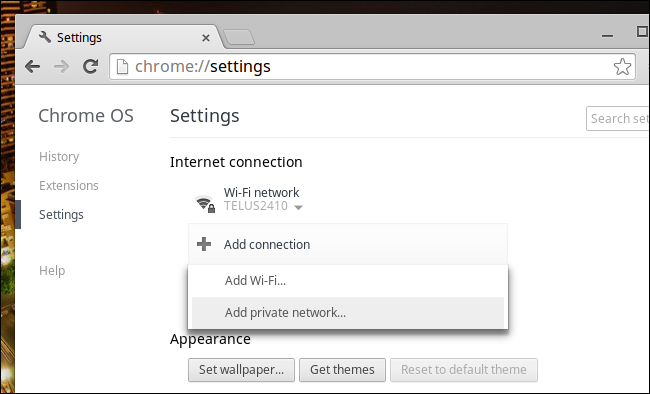 Settings
chrome://settings
Chrome OS
Settings
Search set
History
Extensions
Settings
Help
Internet connection
Wi-Fi network
TELUS2410
Add connection
Add Wi-Fi...
Add private network...
Appearance
Set wallpaper...
Get themes
Reset to default theme